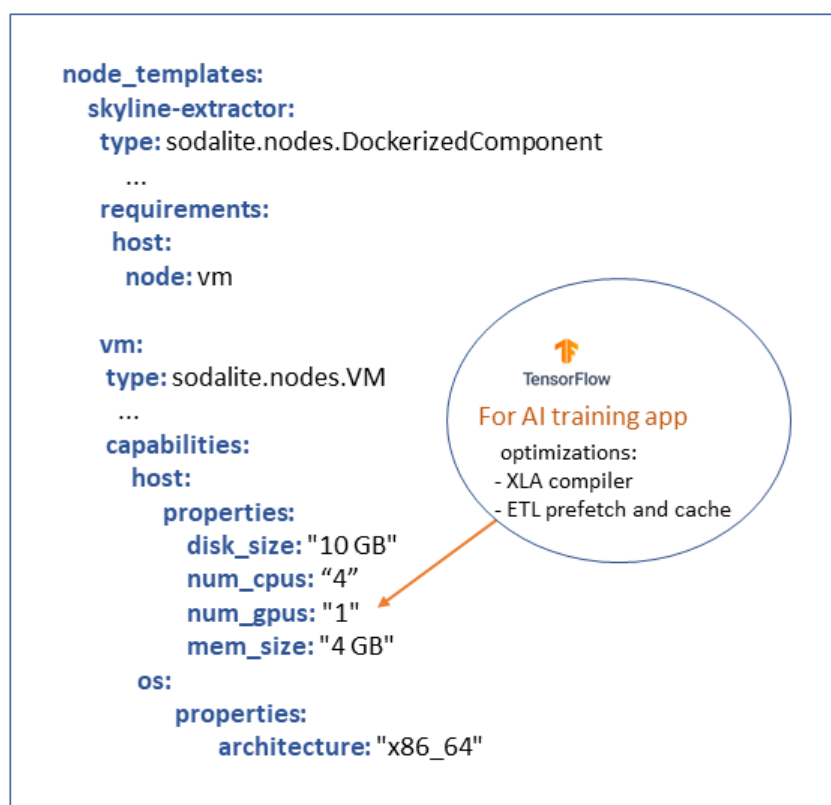 node_templates:
skyline-extractor:
type: sodalite.nodes.DockerizedComponent
...
requirements:
host:
node: vm
vm:
type: sodalite.nodes.VM
...
capabilities:
host:
properties:
disk_size: "10 GB"
num_cpus: “4”
num_gpus: "1"
mem_size: "4 GB"
os:
properties:
architecture: "x86_64"
TensorFlow
For AI training app
optimizations:
- XLA compiler
- ETL prefetch and cache